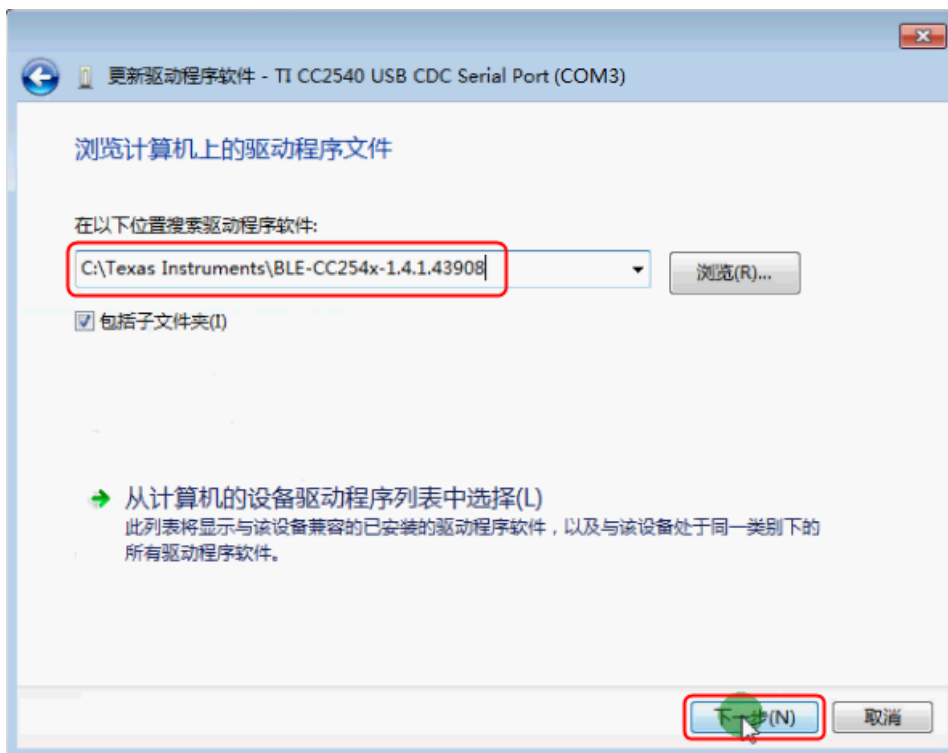 更新驱动程序软件 - TI CC2540 USB CDC Serial Port (COM3)
浏览计算机上的驱动程序文件
在以下位置搜索驱动程序软件:
C:\Texas Instruments\BLE-CC254x-1.4.1.43908
浏览(R)...
包括子文件夹(I)
从计算机的设备驱动程序列表中选择(L)
此列表将显示与该设备兼容的已安装的驱动程序软件，以及与该设备处于同一类别下的
所有驱动程序软件。
下一步(N)
取消